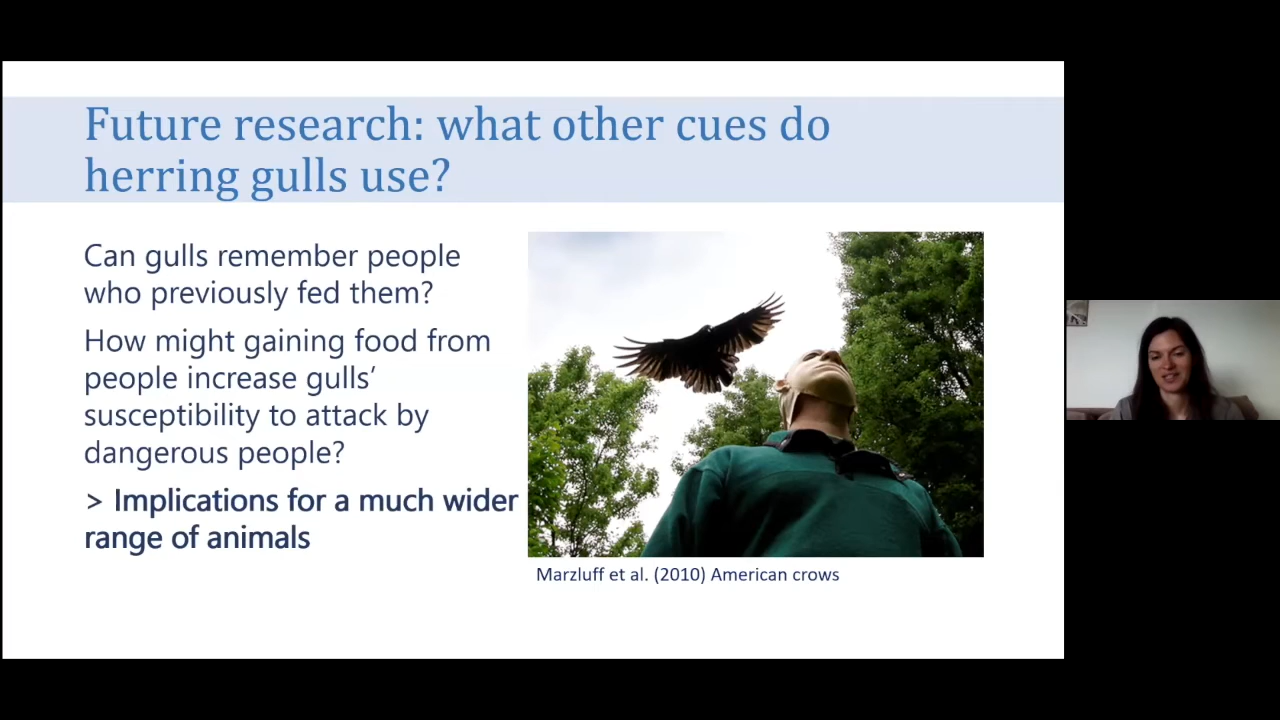 Future research: what other cues do
herring gulls use?
Can gulls remember people
who previously fed them?
How might gaining food from
people increase gulls’
susceptibility to attack by
dangerous people?
> Implications for a much wider
range of animals
Marzluff et al. (2010) American crows